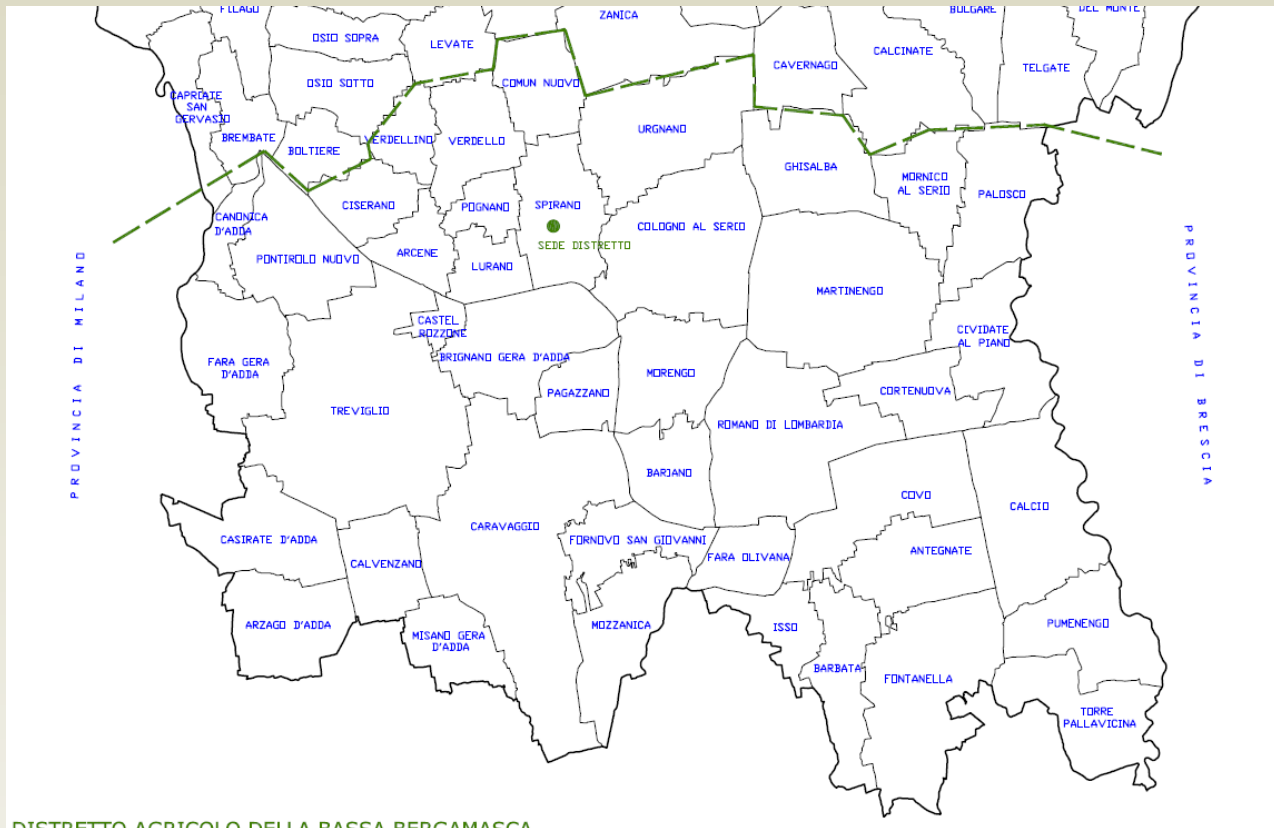 FILAGO
ZANICA
BOLGARE
DEL MONTE
OSIO SOPRA
LEVATE
CALCINATE
CAVERNAGO
TELGATE
OSIO SOTTO
COMUN NUOVO
CAPRIATE
SAN
GERVASIO
BREMBATE
BOLTIERE
VERDELLINO
VERDELLO
URGNANO
GHISALBA
MORNICO
AL SERIO
PALOSCO
CISERANO
POGNANO
SPIRANO
CANONICA
D'ADDA
COLOGNO AL SERIO
SEDE DISTRETTO
ARCENE
PONTIROLO NUOVO
LURANO
MARTINENGO
PROVINCIA DI MILANO
PROVINCIA DI BRESCIA
CASTEL
ROZZONE
CIVIDATE
AL PIANO
FARA GERA
D'ADDA
BRIGNANO GERA D'ADDA
MORENGO
PAGAZZANO
CORTENUOVA
TREVIGLIO
ROMANO DI LOMBARDIA
BARIANO
COVO
CALCIO
CARAVAGGIO
CASIRATE D'ADDA
FORNOVO SAN GIOVANNI
ANTEGNATE
CALVENZANO
FARA OLIVANA
ARZAGO D'ADDA
MOZZANICA
ISSO
PUMENENGO
MISANO GERA
D'ADDA
BARBATA
FONTANELLA
TORRE
PALLAVICINA
DISTRETTO AGRICOLO DELLA BASSA BERGAMASCA